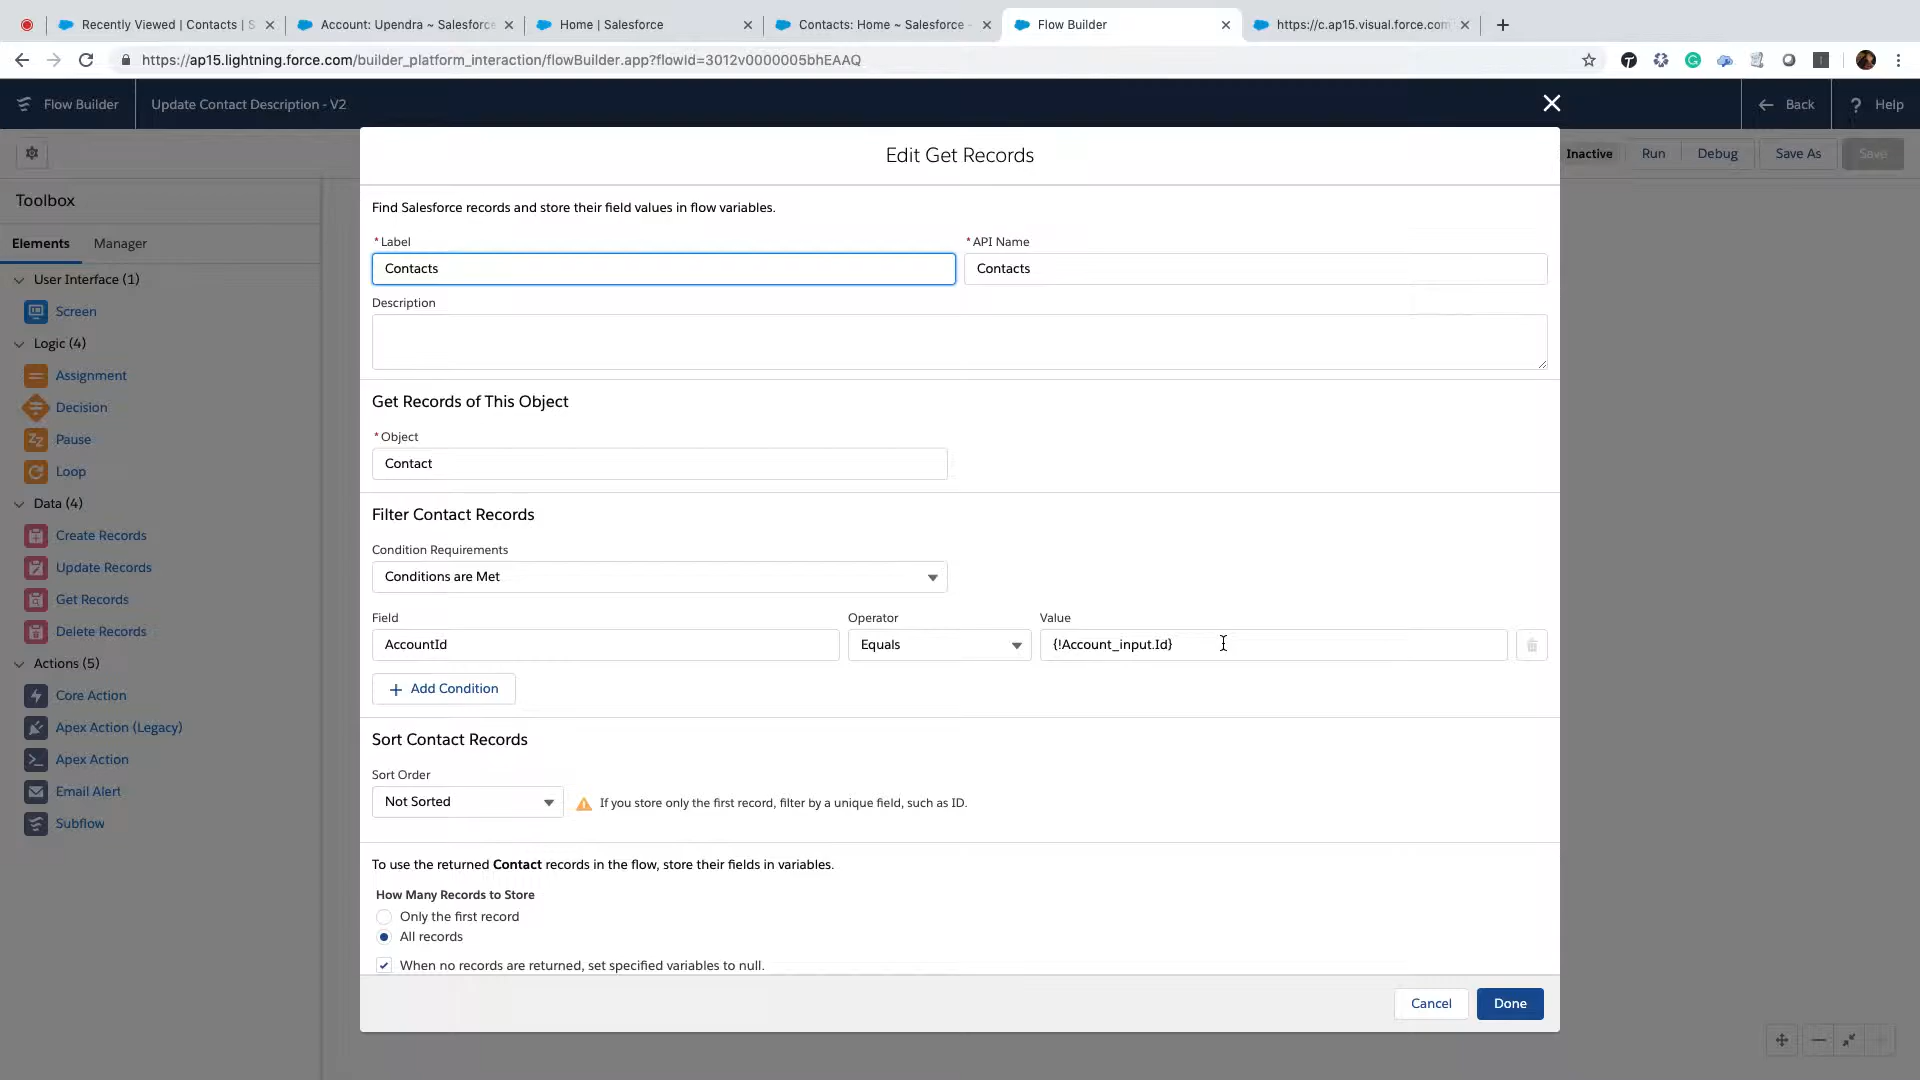 Recently Viewed | Contacts | S
Account: Upendra ~ Salesforce
Home | Salesforce
Contacts: Home ~ Salesforce -
Flow Builder
https://c.ap15.visual.force.com
https://ap15.lightning.force.com/builder_platform_interaction/flowBuilder.app?flowId=3012v0000005bhEAAQ
Flow Builder
Update Contact Description - V2
Back
? Help
Inactive
Run
Debug
Save As
Save
Toolbox
Elements
Manager
User Interface (1)
Screen
Logic (4)
Assignment
Decision
Pause
Loop
Data (4)
Create Records
Update Records
Get Records
Delete Records
Actions (5)
Core Action
Apex Action (Legacy)
Apex Action
Email Alert
Subflow
Edit Get Records
Find Salesforce records and store their field values in flow variables.
* Label
Contacts
* API Name
Contacts
Description
Get Records of This Object
* Object
Contact
Filter Contact Records
Condition Requirements
Conditions are Met
Field
Operator
Value
AccountId
Equals
{!Account_input.Id}
+ Add Condition
Sort Contact Records
Sort Order
Not Sorted
If you store only the first record, filter by a unique field, such as ID.
To use the returned Contact records in the flow, store their fields in variables.
How Many Records to Store
Only the first record
All records
When no records are returned, set specified variables to null.
Cancel
Done